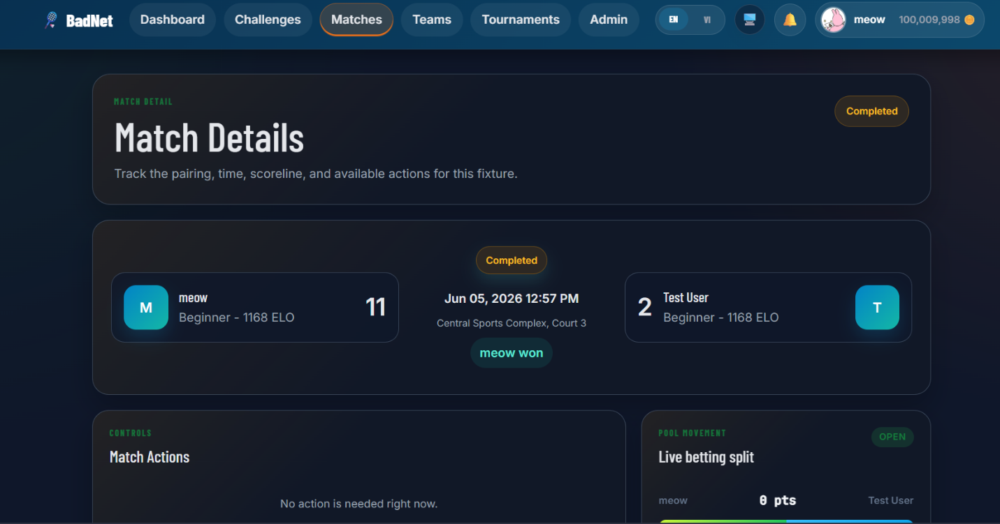 BadNet Dashboard Challenges Matches Teams Tournaments Admin EN VI meow 100,009,998
MATCH DETAIL
Completed
Match Details
Track the pairing, time, scoreline, and available actions for this fixture.
Completed
M
meow
Beginner - 1168 ELO
11
Jun 05, 2026 12:57 PM
Central Sports Complex, Court 3
meow won
2
Test User
Beginner - 1168 ELO
T
CONTROLS
Match Actions
No action is needed right now.
POOL MOVEMENT
OPEN
Live betting split
meow 0 pts Test User